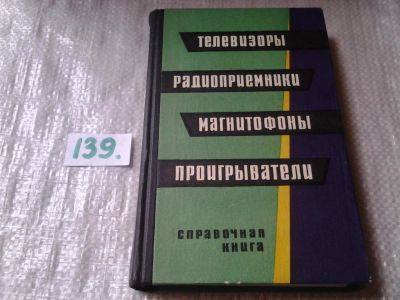 ТЕЛЕВИЗОРЫ
РАДИОПРИЕМНИКИ
МАГНИТОФОНЫ
ПРОИГРЫВАТЕЛИ
СПРАВОЧНАЯ
КНИГА
139.